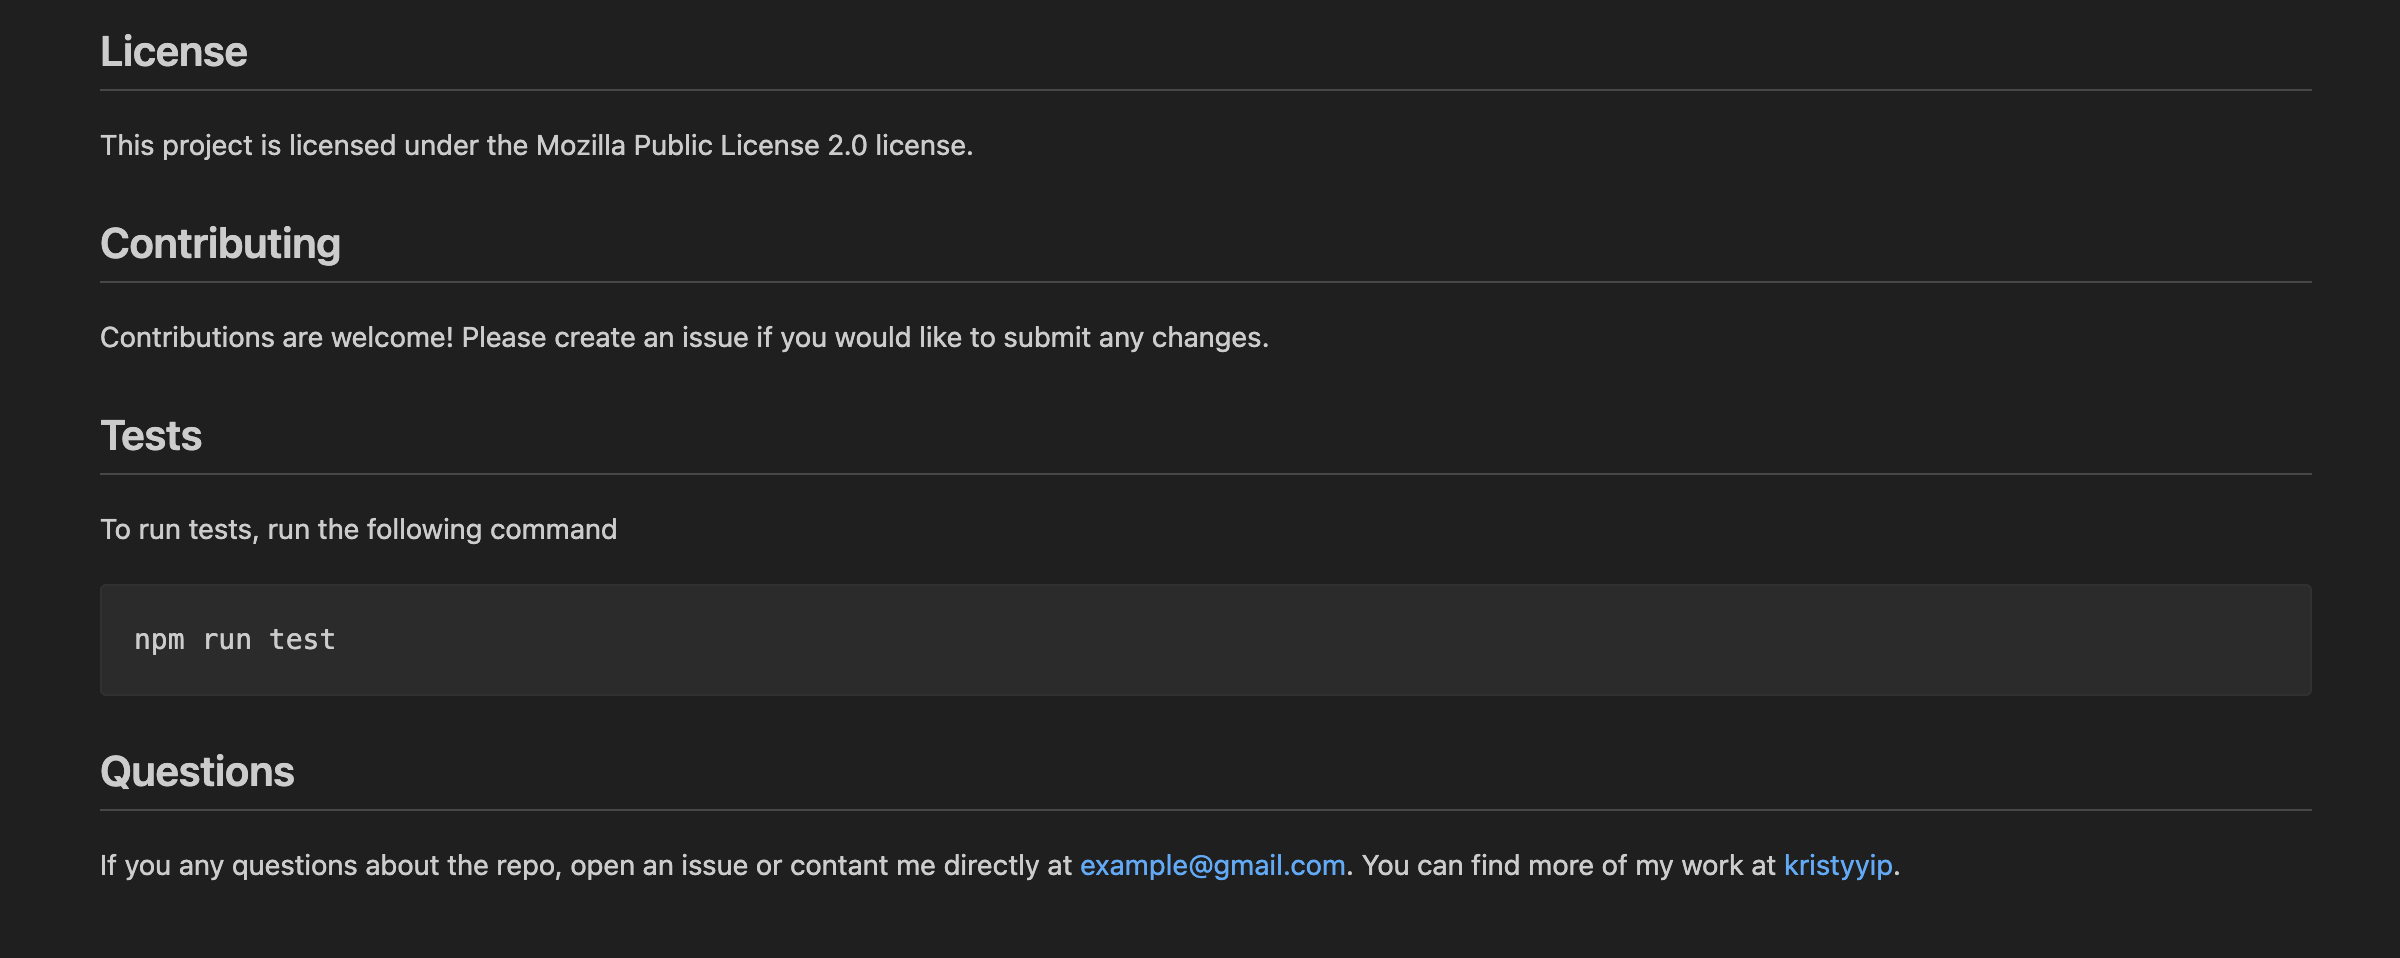 License
This project is licensed under the Mozilla Public License 2.0 license.
Contributing
Contributions are welcome! Please create an issue if you would like to submit any changes.
Tests
To run tests, run the following command
npm run test
Questions
If you any questions about the repo, open an issue or contant me directly at example@gmail.com. You can find more of my work at kristyyip.